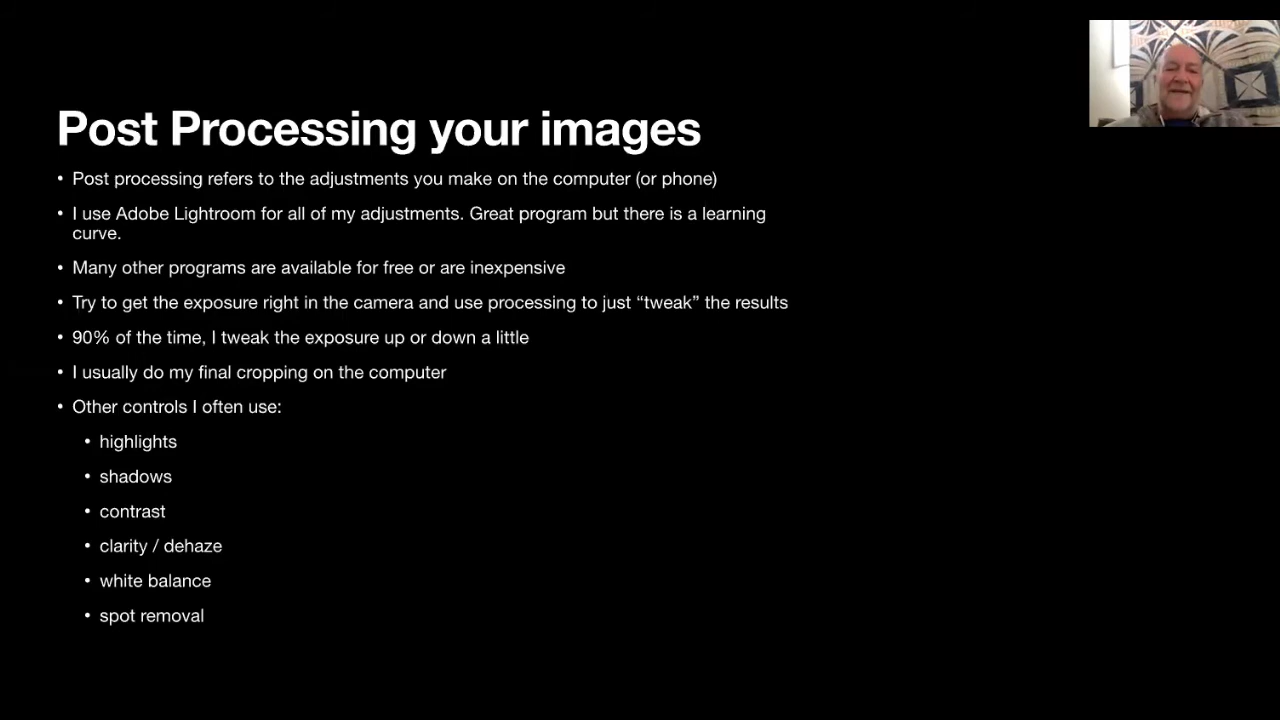 Post Processing your images
• Post processing refers to the adjustments you make on the computer (or phone)
• I use Adobe Lightroom for all of my adjustments. Great program but there is a learning
curve.
• Many other programs are available for free or are inexpensive
• Try to get the exposure right in the camera and use processing to just “tweak” the results
• 90% of the time, I tweak the exposure up or down a little
• I usually do my final cropping on the computer
• Other controls I often use:
• highlights
• shadows
• contrast
• clarity / dehaze
• white balance
• spot removal